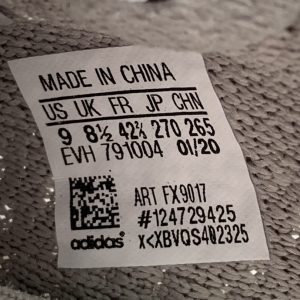 MADE IN CHINA
US UK FR JP CHN
9 8½ 42⅔ 270 265
EVH 791004 01/20
ART FX9017
#124729425
X<XBVQS402325
adidas